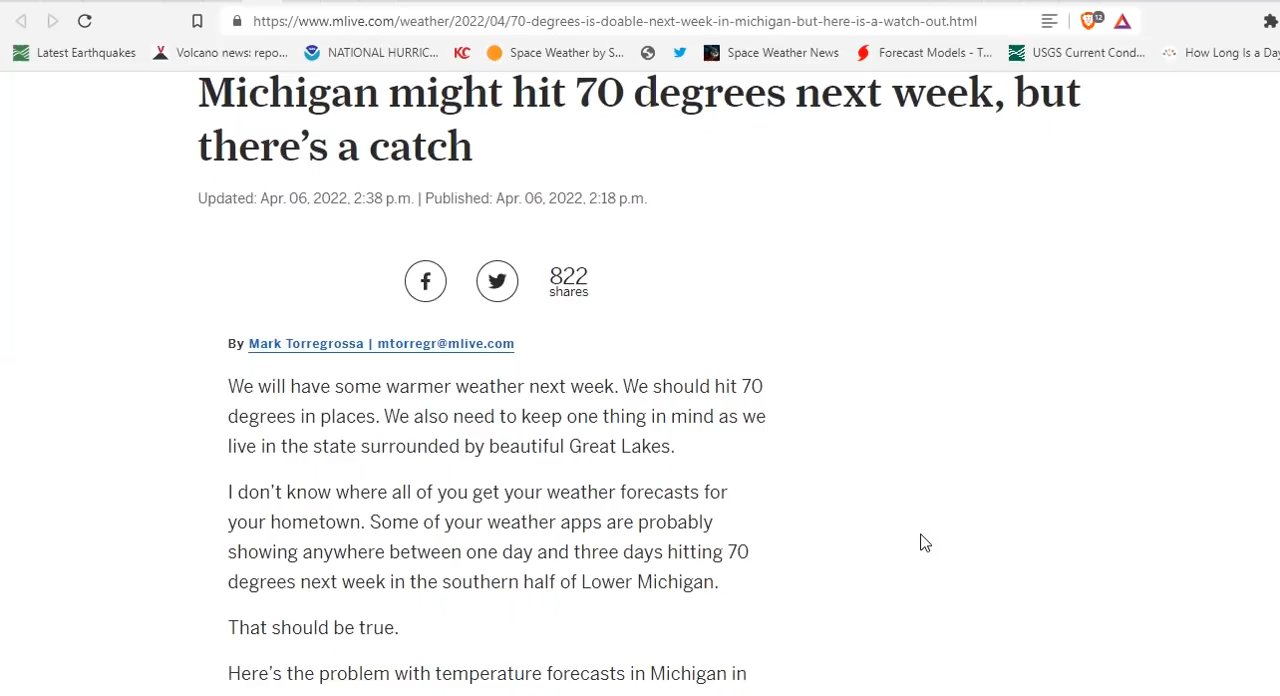 https://www.mlive.com/weather/2022/04/70-degrees-is-doable-next-week-in-michigan-but-here-is-a-watch-out.html
12
Latest Earthquakes Volcano news: repo... NATIONAL HURRIC... KC Space Weather by S... Space Weather News Forecast Models - T... USGS Current Cond... How Long Is a Day
Michigan might hit 70 degrees next week, but
there’s a catch
Updated: Apr. 06, 2022, 2:38 p.m. | Published: Apr. 06, 2022, 2:18 p.m.
822
shares
By Mark Torregrossa | mtorregr@mlive.com
We will have some warmer weather next week. We should hit 70
degrees in places. We also need to keep one thing in mind as we
live in the state surrounded by beautiful Great Lakes.
I don’t know where all of you get your weather forecasts for
your hometown. Some of your weather apps are probably
showing anywhere between one day and three days hitting 70
degrees next week in the southern half of Lower Michigan.
That should be true.
Here’s the problem with temperature forecasts in Michigan in